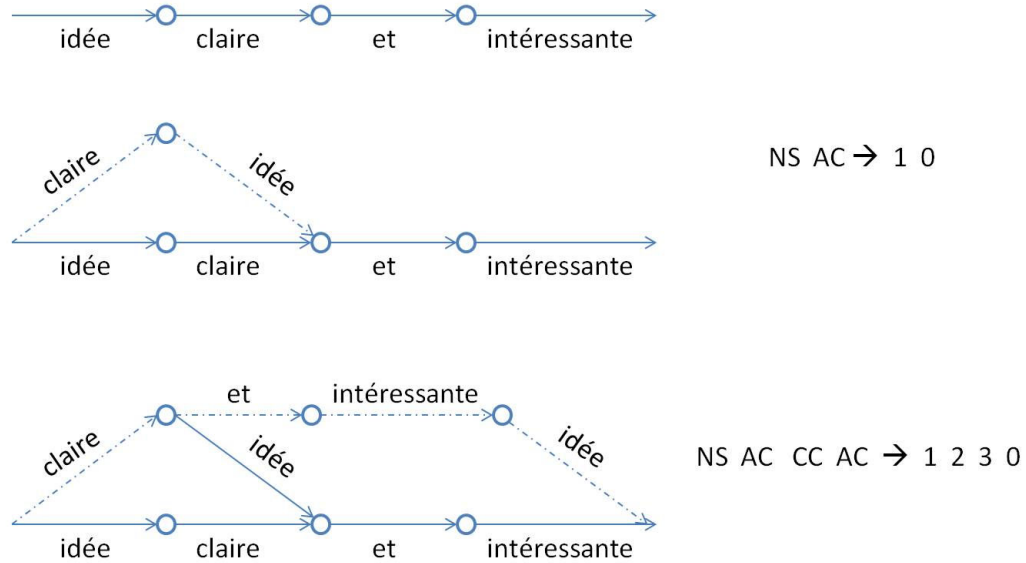 idée claire et intéressante
claire idée
NS AC → 1 0
idée claire et intéressante
et intéressante
claire idée idée
NS AC CC AC → 1 2 3 0
idée claire et intéressante